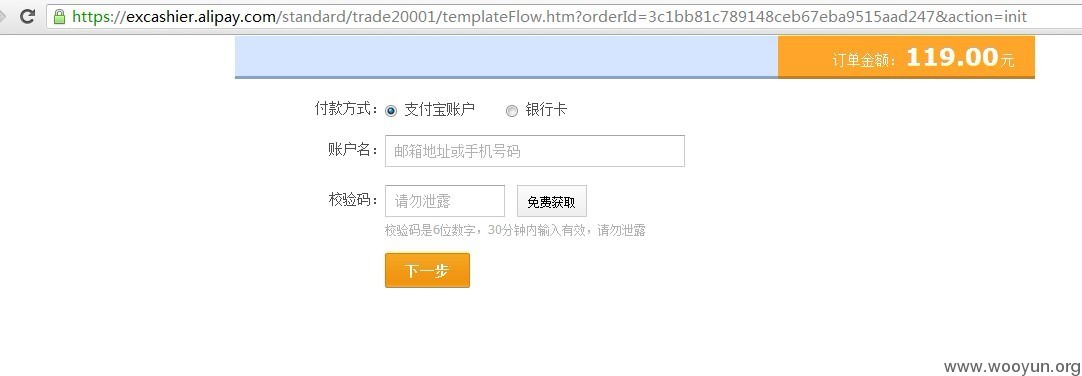 https://excashier.alipay.com/standard/trade20001/templateFlow.htm?orderId=3c1bb81c789148ceb67eba9515aad247&action=init
订单金额：119.00元
付款方式： 支付宝账户 银行卡
账户名： 邮箱地址或手机号码
校验码： 请勿泄露 免费获取
校验码是6位数字，30分钟内输入有效，请勿泄露
下一步
www.wooyun.org